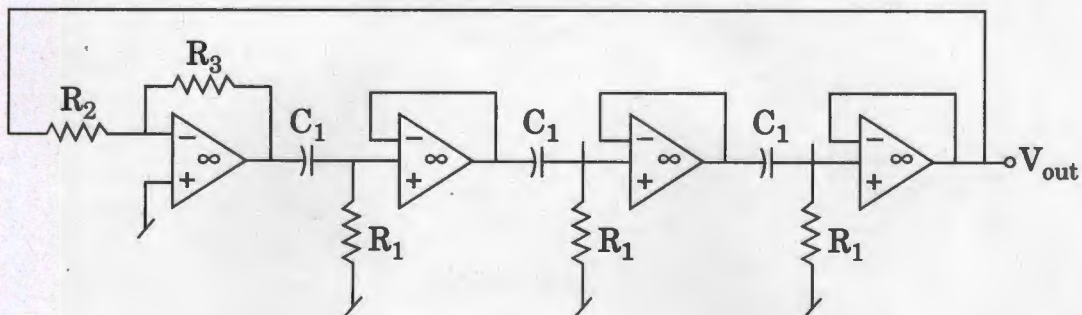 R3
R2
C1
C1
C1
− ∞ +
− ∞ +
− ∞ +
− ∞ +
Vout
R1
R1
R1